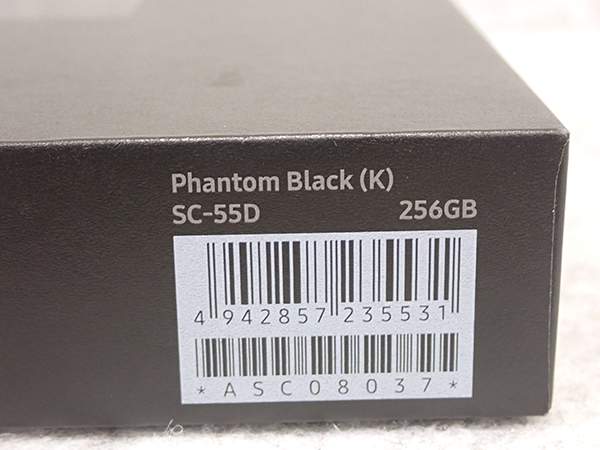 Phantom Black (K)
SC-55D 256GB
4 942857 235531
*ASC08037*